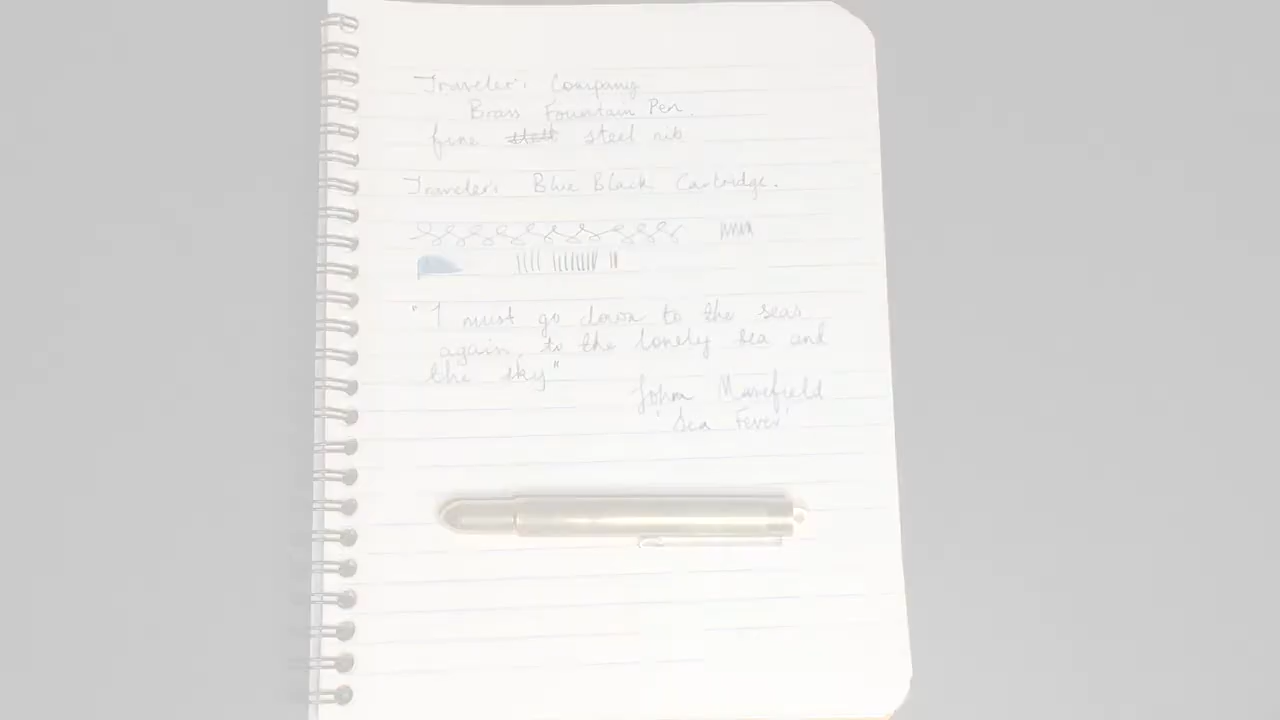 Traveler's Company
Brass Fountain Pen.
fine steel nib
Traveler's Blue Black Cartridge.
"I must go down to the seas
again, to the lonely sea and
the sky"
John Masefield
'Sea Fever'